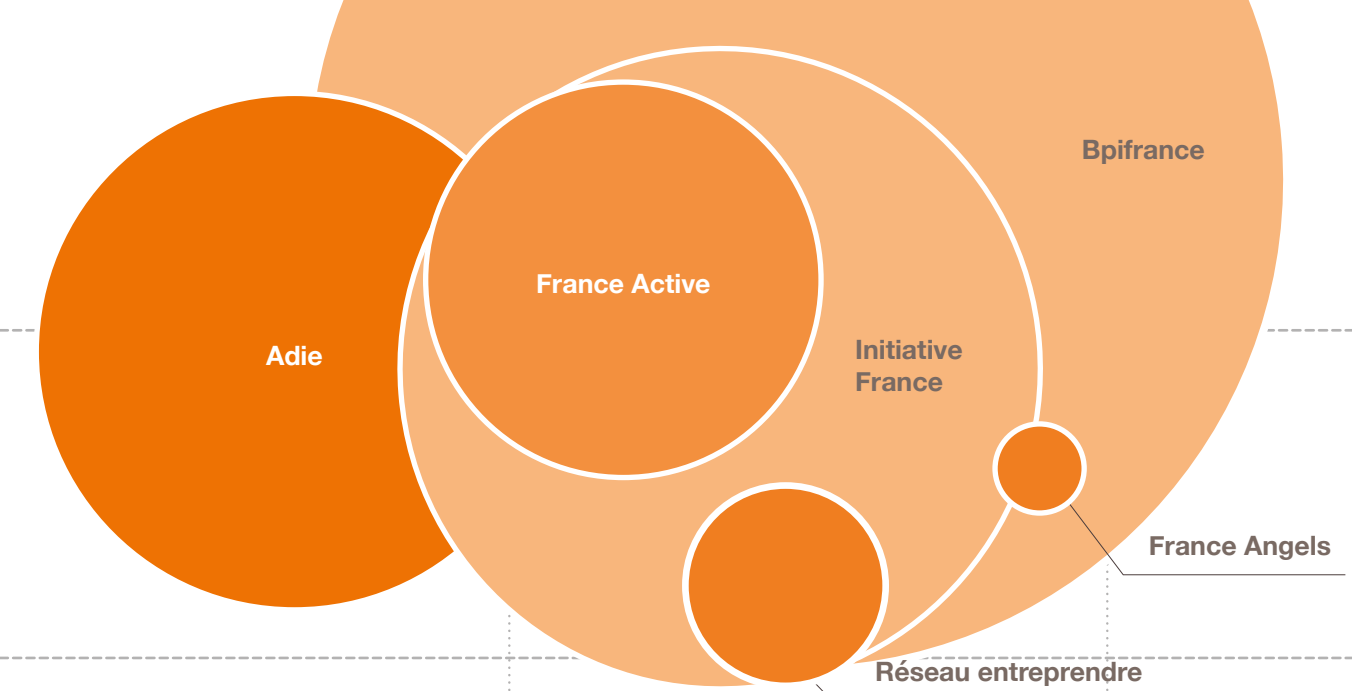 Bpifrance
France Active
Adie
Initiative
France
France Angels
Réseau entreprendre